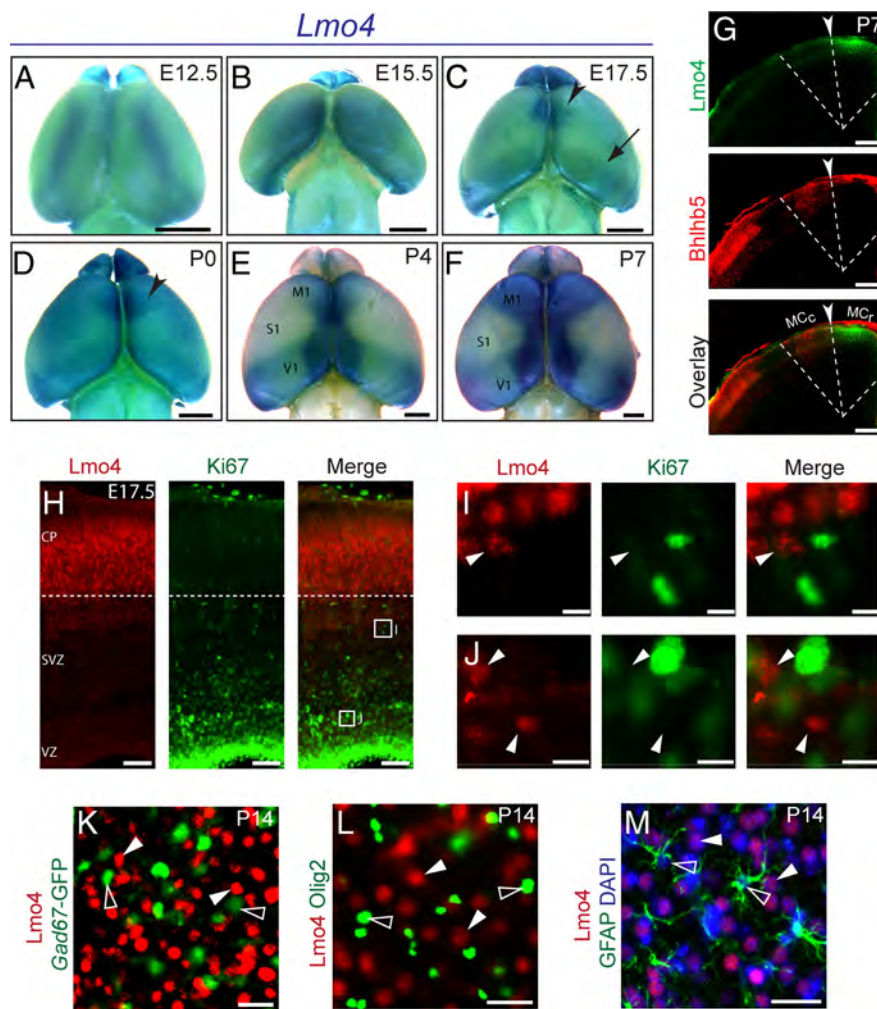 Lmo4
A E12.5
B E15.5
C E17.5
G P7
Lmo4
Bhlhb5
D P0
E P4
M1
S1
V1
F P7
M1
S1
V1
Overlay
MCc MCr
Lmo4 Ki67 Merge
H E17.5
CP
SVZ
VZ
I
J
Lmo4 Ki67 Merge
I
J
K P14
Lmo4
Gad67-GFP
L P14
Lmo4 Olig2
M P14
Lmo4
GFAP DAPI